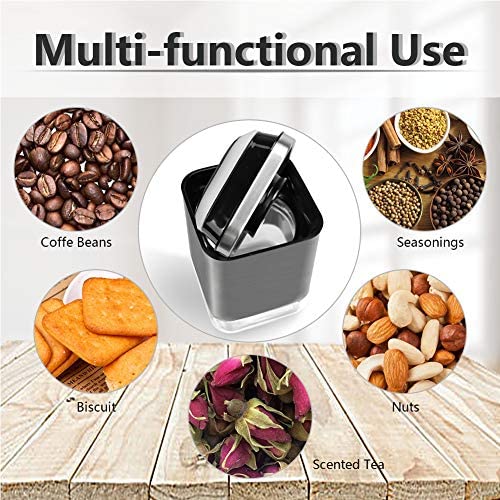 Multi-functional Use
Coffe Beans
Seasonings
Biscuit
Nuts
Scented Tea